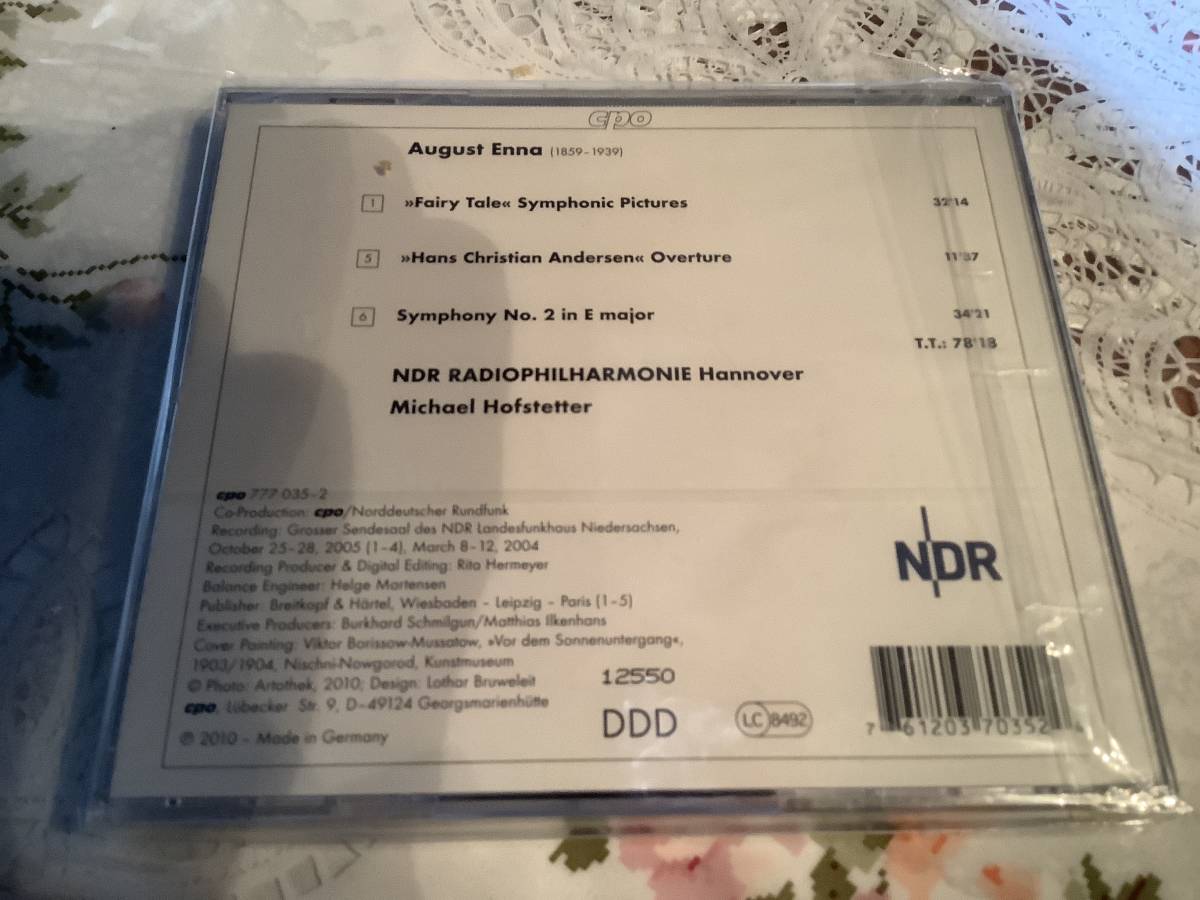 cpo
August Enna (1859–1939)
1 »Fairy Tale« Symphonic Pictures 32'14
5 »Hans Christian Andersen« Overture 11'37
6 Symphony No. 2 in E major 34'21
T.T.: 78'18
NDR RADIOPHILHARMONIE Hannover
Michael Hofstetter
cpo 777 035–2
Co-Production: cpo/Norddeutscher Rundfunk
Recording: Grosser Sendesaal des NDR Landesfunkhaus Niedersachsen,
October 25–28, 2005 (1–4), March 8–12, 2004
Recording Producer & Digital Editing: Rita Hermeyer
Balance Engineer: Helge Martensen
Publisher: Breitkopf & Härtel, Wiesbaden – Leipzig – Paris (1–5)
Executive Producers: Burkhard Schmilgun/Matthias Ilkenhans
Cover Painting: Viktor Borissow-Mussatow, »Vor dem Sonnenuntergang«,
1903/1904, Nischni-Nowgorod, Kunstmuseum
© Photo: Artothek, 2010; Design: Lothar Bruweleit
cpo, Lübecker Str. 9, D–49124 Georgsmarienhütte
℗ 2010 – Made in Germany
NDR
12550
DDD
LC 8492
7 61203 70352